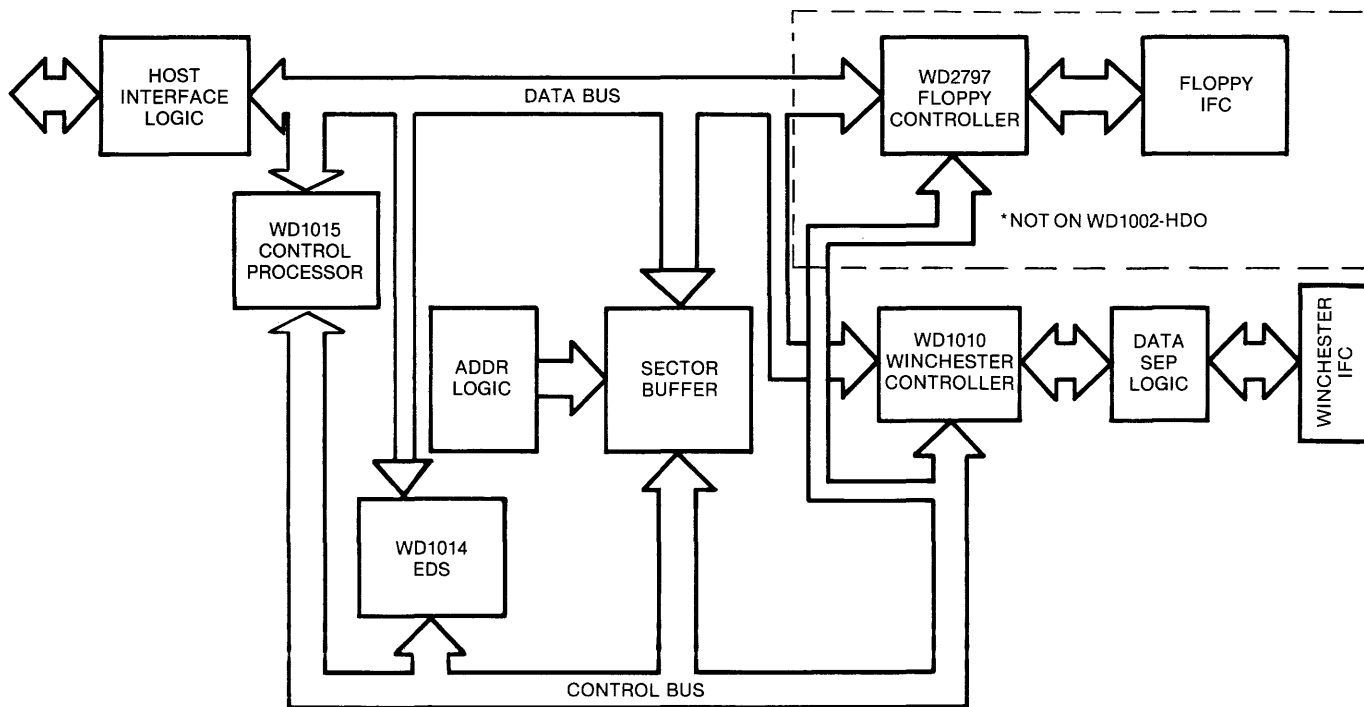 HOST
INTERFACE
LOGIC
DATA BUS
WD2797
FLOPPY
CONTROLLER
FLOPPY
IFC
WD1015
CONTROL
PROCESSOR
*NOT ON WD1002-HDO
ADDR
LOGIC
SECTOR
BUFFER
WD1010
WINCHESTER
CONTROLLER
DATA
SEP
LOGIC
WINCHESTER
IFC
WD1014
EDS
CONTROL BUS